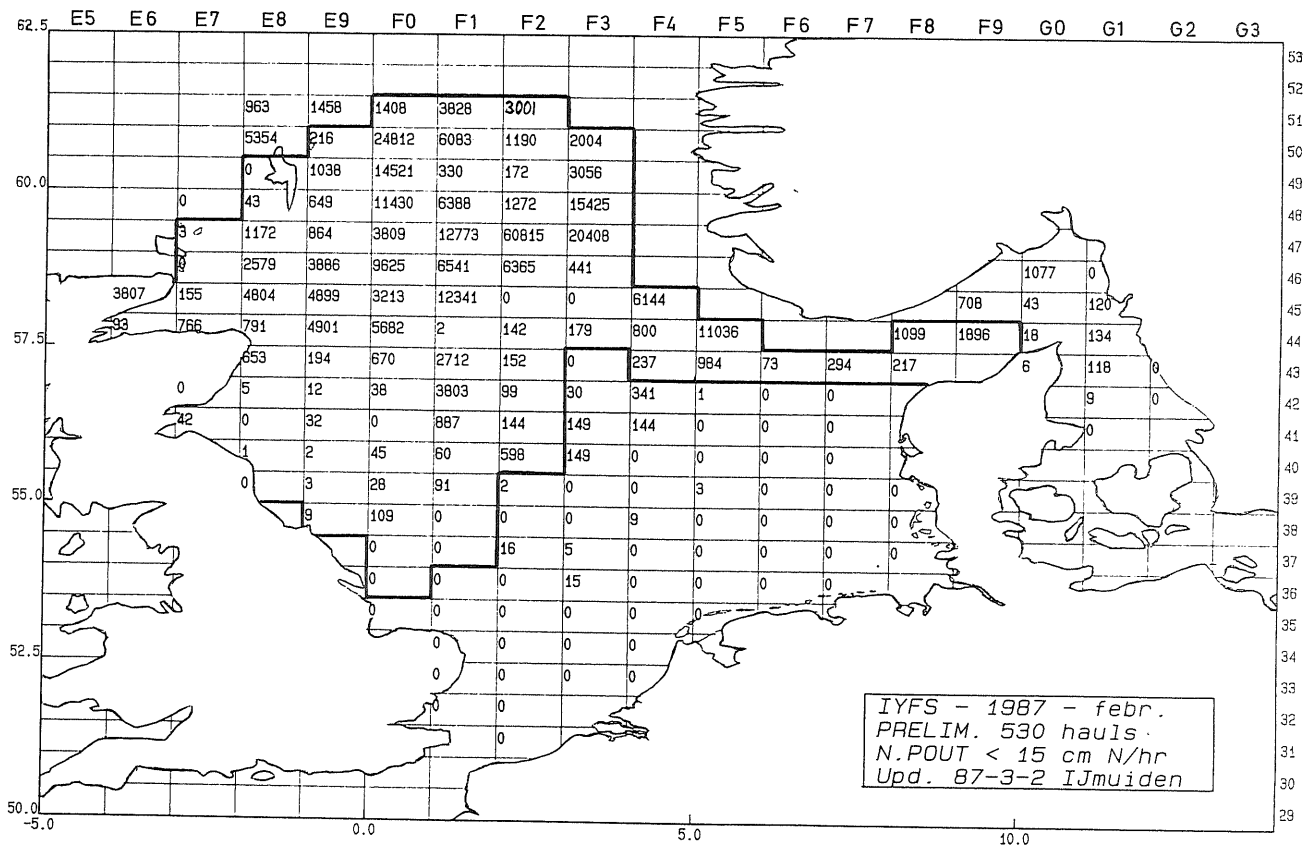 E5 E6 E7 E8 E9 F0 F1 F2 F3 F4 F5 F6 F7 F8 F9 G0 G1 G2 G3
62.5
53
52
963 1458 1408 3828 3001 51
5354 216 24812 6083 1190 2004 50
0 1038 14521 330 172 3056 49
60.0
0 43 649 11430 6388 1272 15425 48
3 1172 864 3809 12773 60815 20408 47
0 2579 3886 9625 6541 6365 441 1077 0 46
3807 155 4804 4899 3213 12341 0 0 6144 708 43 120 45
93 766 791 4901 5682 2 142 179 800 11036 1099 1896 18 134 44
57.5
653 194 670 2712 152 0 237 984 73 294 217 6 118 0 43
0 5 12 38 3803 99 30 341 1 0 0 9 0 42
42 0 32 0 887 144 149 144 0 0 0 0 41
1 2 45 60 598 149 0 0 0 0 40
55.0
0 3 28 91 2 0 0 3 0 0 0 39
9 109 0 0 0 9 0 0 0 0 38
0 0 16 5 0 0 0 0 0 37
0 0 0 15 0 0 0 0 36
0 0 0 0 0 0 35
52.5
0 0 0 0 34
0 0 0 0 33
0 0 32
0 31
30
50.0
29
-5.0 0.0 5.0 10.0
IYFS - 1987 - febr.
PRELIM. 530 hauls
N.POUT < 15 cm N/hr
Upd. 87-3-2 IJmuiden